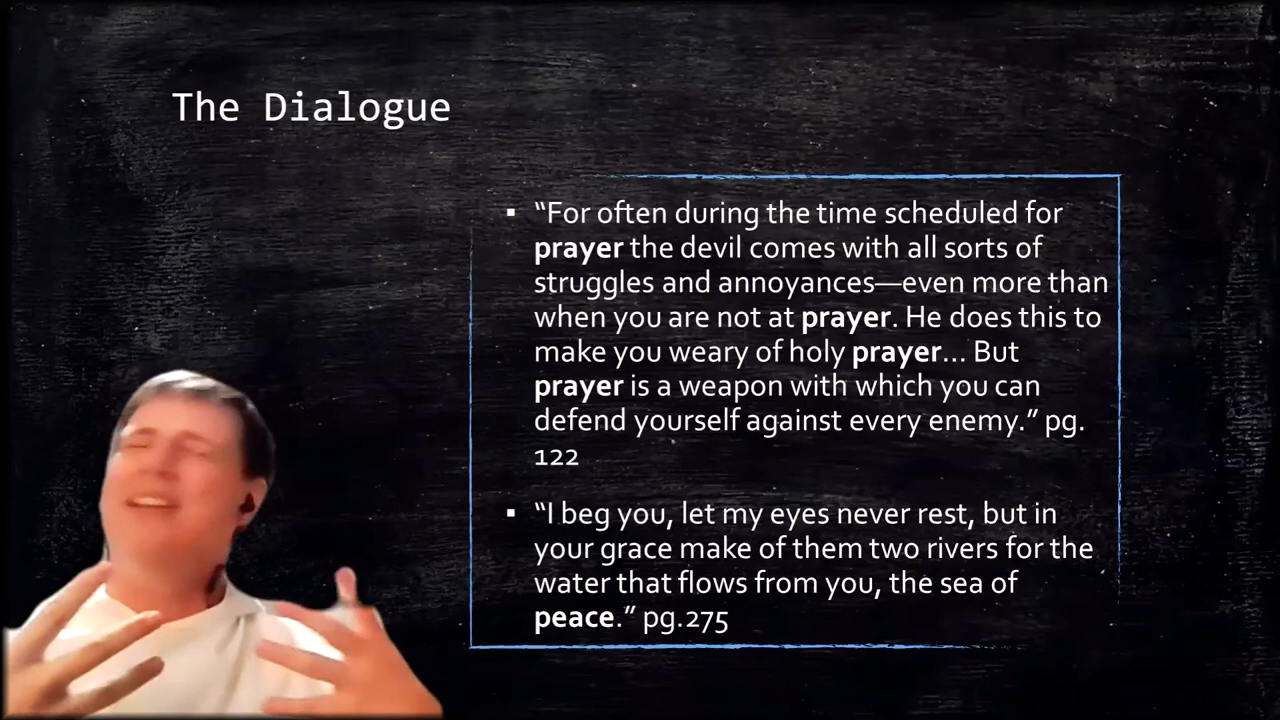 The Dialogue
▪ “For often during the time scheduled for
prayer the devil comes with all sorts of
struggles and annoyances—even more than
when you are not at prayer. He does this to
make you weary of holy prayer… But
prayer is a weapon with which you can
defend yourself against every enemy.” pg.
122
▪ “I beg you, let my eyes never rest, but in
your grace make of them two rivers for the
water that flows from you, the sea of
peace.” pg.275